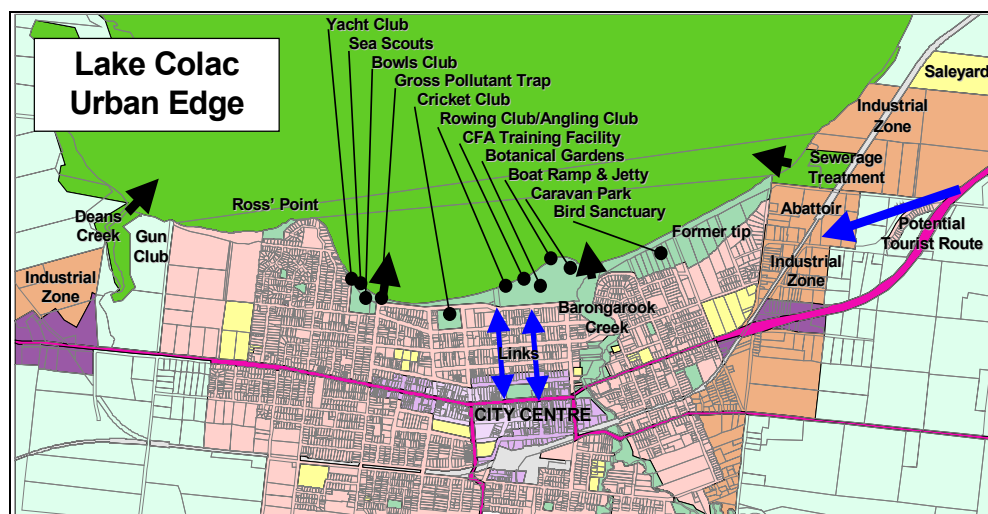 Lake Colac
Urban Edge
Yacht Club
Sea Scouts
Bowls Club
Gross Pollutant Trap
Cricket Club
Rowing Club/Angling Club
CFA Training Facility
Botanical Gardens
Boat Ramp & Jetty
Caravan Park
Bird Sanctuary
Saleyard
Industrial
Zone
Sewerage
Treatment
Ross' Point
Deans
Creek
Gun
Club
Former tip
Abattoir
Potential
Tourist Route
Industrial
Zone
Industrial
Zone
Barongarook
Creek
Links
CITY CENTRE